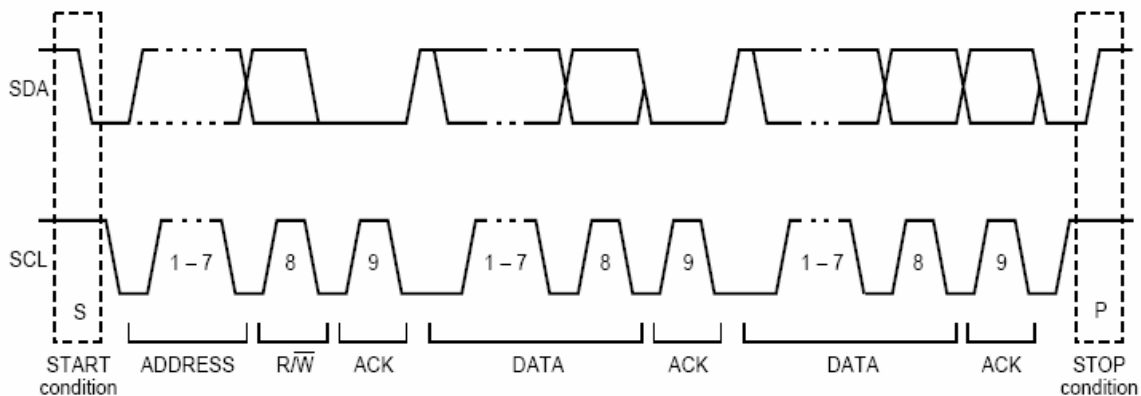 SDA
SCL
1 – 7
8
9
1 – 7
8
9
1 – 7
8
9
S
P
START
condition
ADDRESS
R/W̅
ACK
DATA
ACK
DATA
ACK
STOP
condition